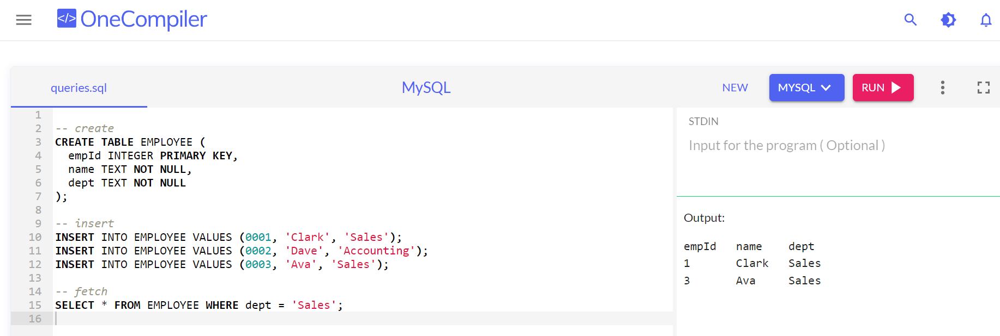 </> OneCompiler
queries.sql
MySQL
NEW
MYSQL
RUN
1
2 -- create
3 CREATE TABLE EMPLOYEE (
4   empId INTEGER PRIMARY KEY,
5   name TEXT NOT NULL,
6   dept TEXT NOT NULL
7 );
8
9 -- insert
10 INSERT INTO EMPLOYEE VALUES (0001, 'Clark', 'Sales');
11 INSERT INTO EMPLOYEE VALUES (0002, 'Dave', 'Accounting');
12 INSERT INTO EMPLOYEE VALUES (0003, 'Ava', 'Sales');
13
14 -- fetch
15 SELECT * FROM EMPLOYEE WHERE dept = 'Sales';
16
STDIN
Input for the program ( Optional )
Output:
empId name dept
1 Clark Sales
3 Ava Sales